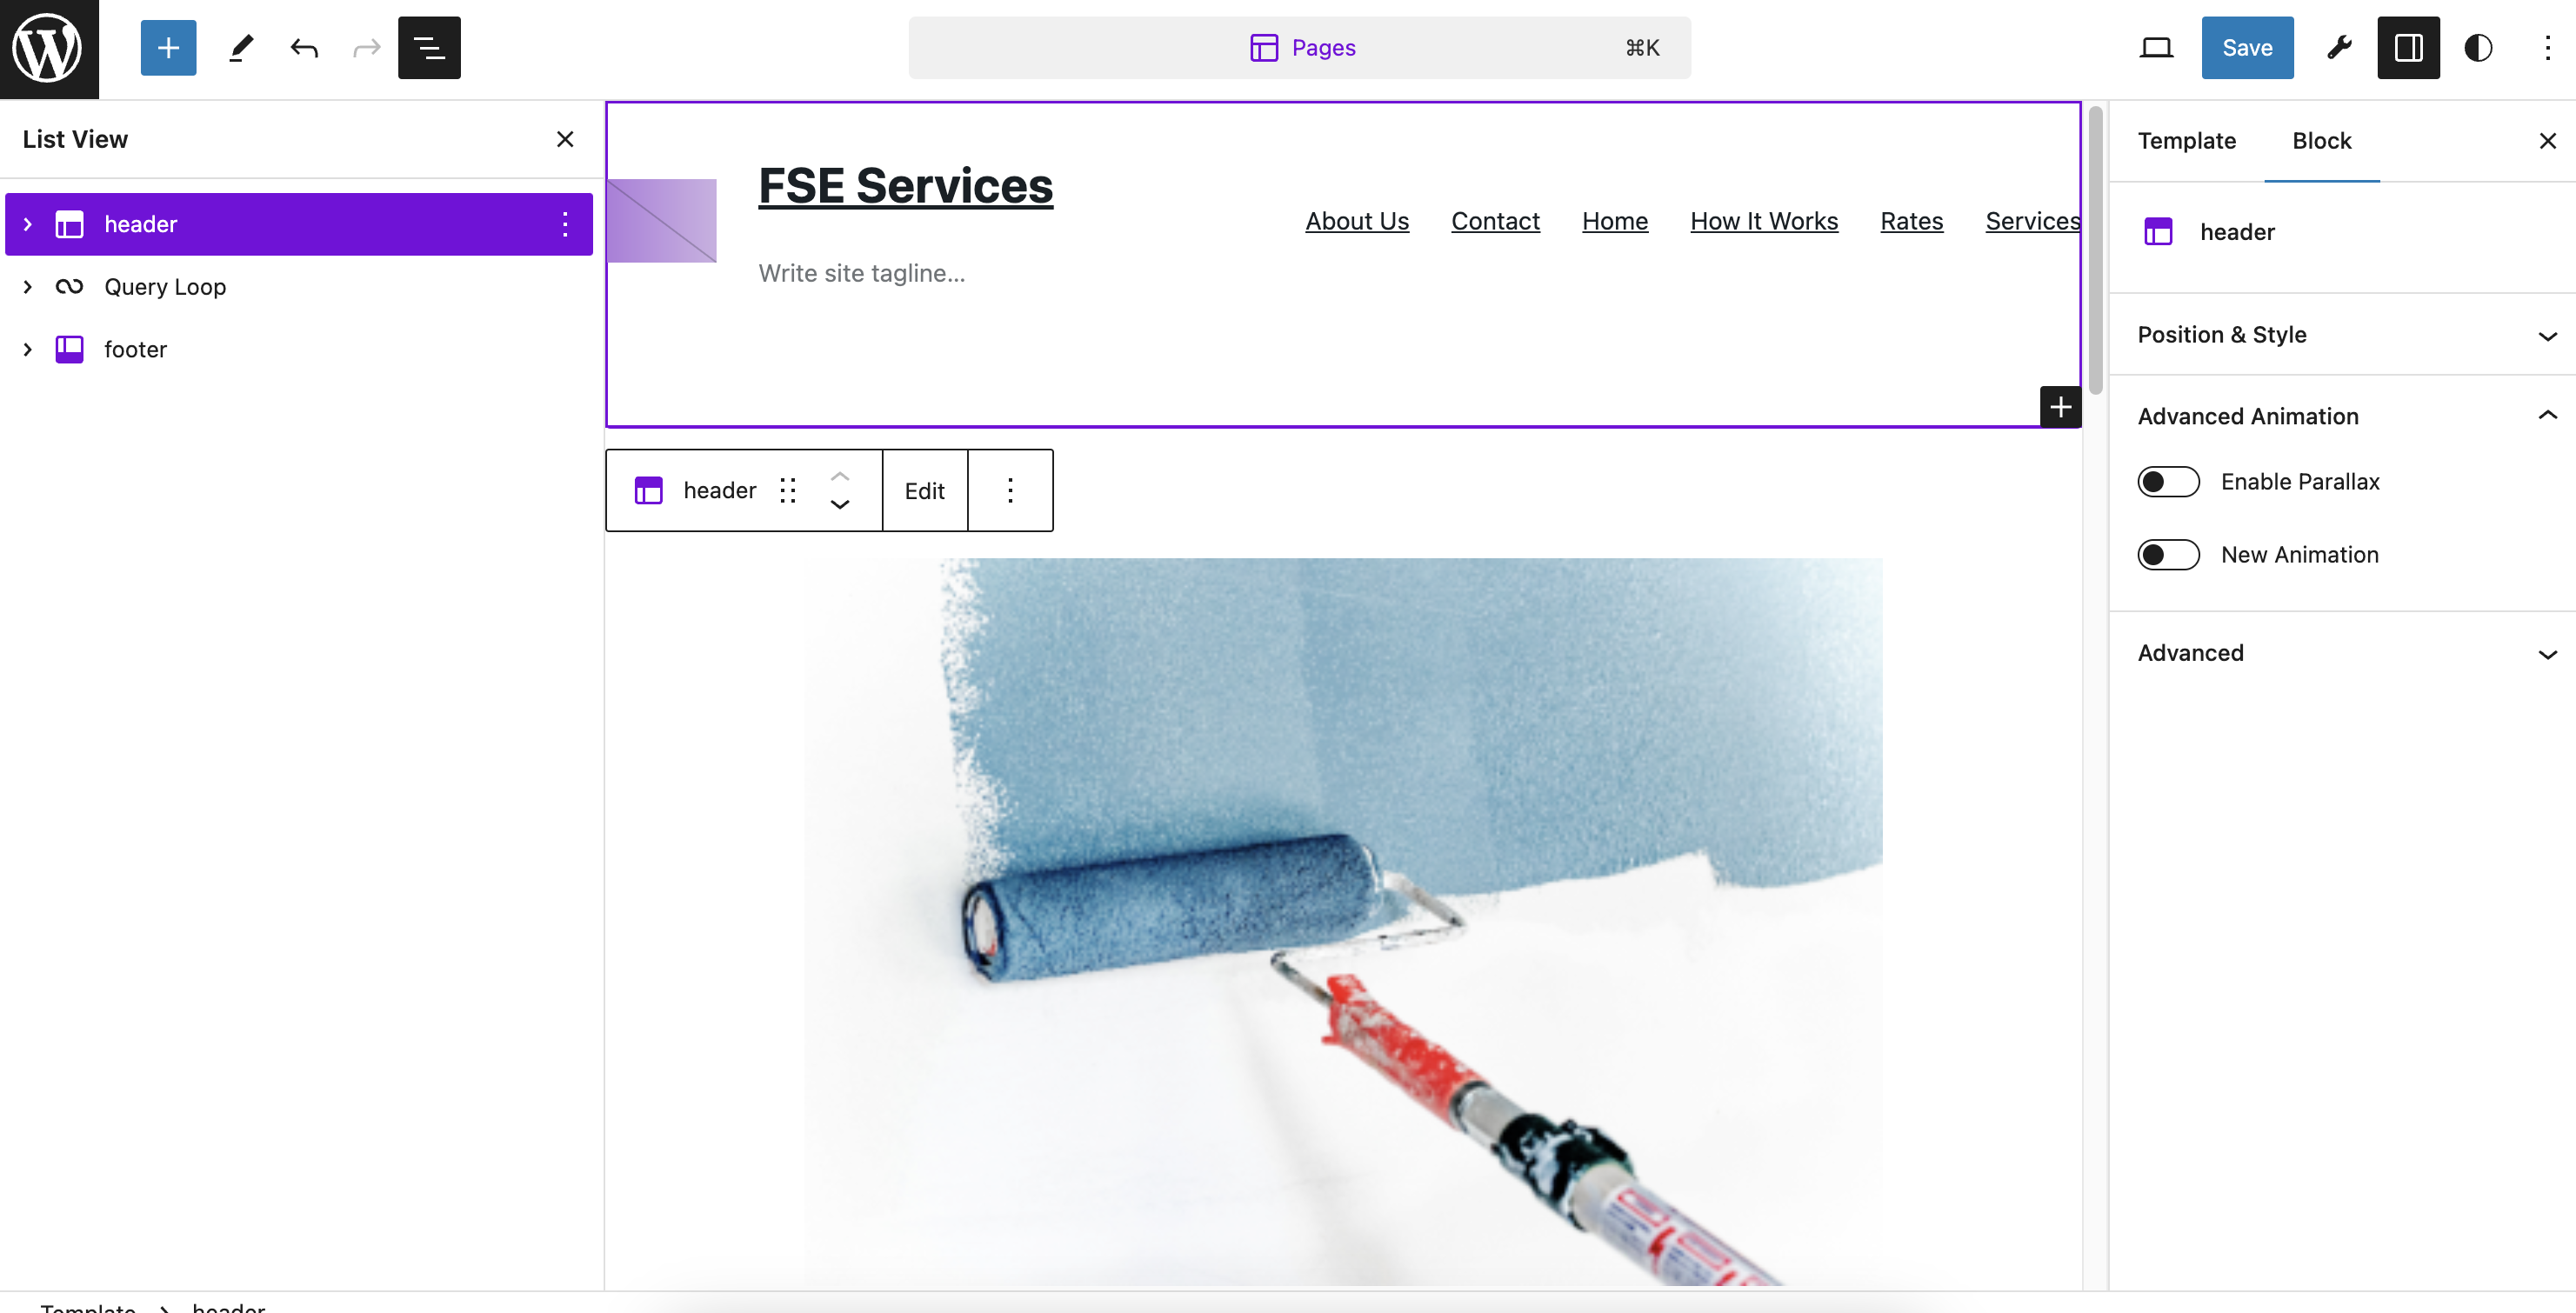 Pages
⌘K
Save
List View
header
Query Loop
footer
FSE Services
Write site tagline...
About Us
Contact
Home
How It Works
Rates
Services
header
Edit
Template
Block
header
Position & Style
Advanced Animation
Enable Parallax
New Animation
Advanced
Template > header